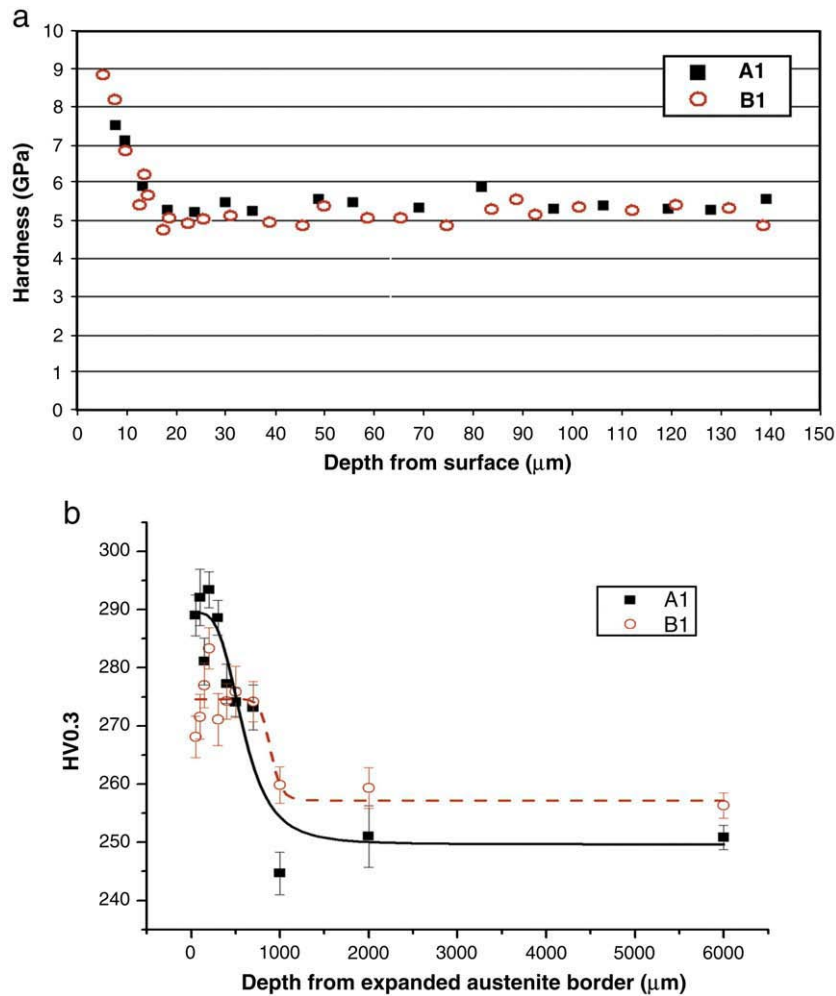 a
10
9
8
7
6
5
4
3
2
1
0
Hardness (GPa)
A1
B1
0 10 20 30 40 50 60 70 80 90 100 110 120 130 140 150
Depth from surface (μm)
b
300
290
280
270
260
250
240
HV0.3
A1
B1
0 1000 2000 3000 4000 5000 6000
Depth from expanded austenite border (μm)